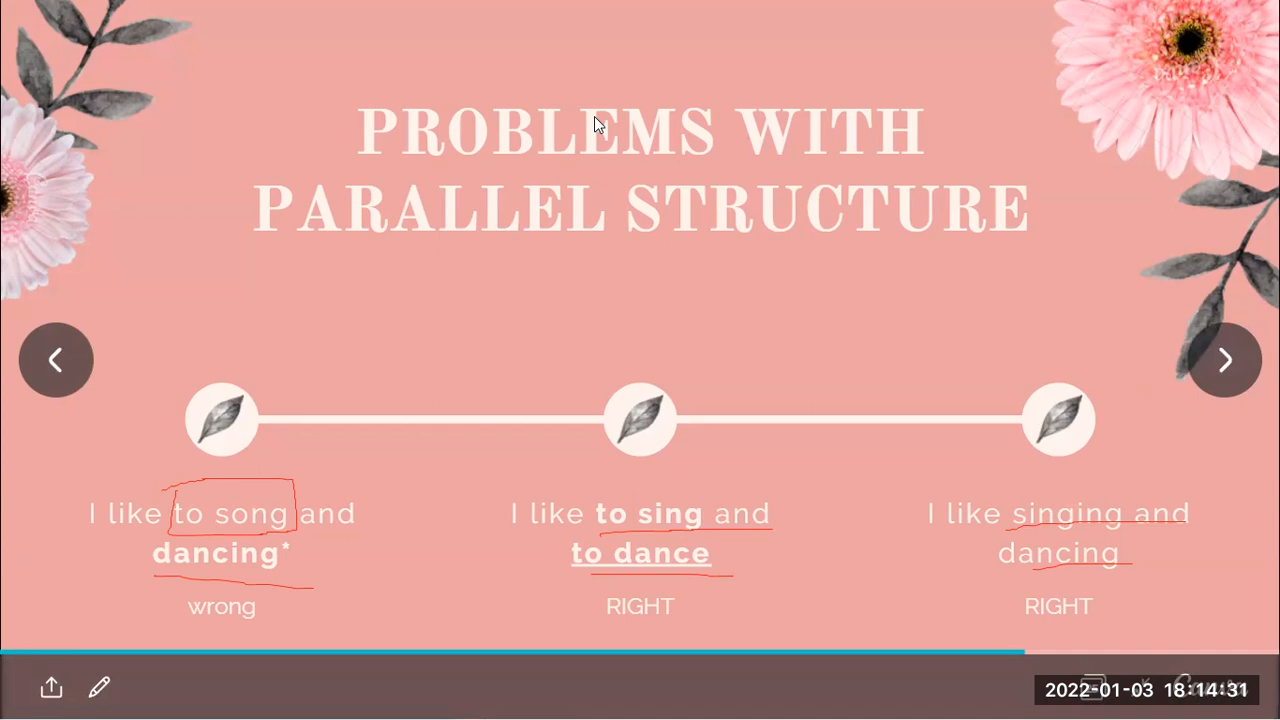 PROBLEMS WITH
PARALLEL STRUCTURE
I like to song and
dancing*
wrong
I like to sing and
to dance
RIGHT
I like singing and
dancing
RIGHT
2022-01-03 18:14:31